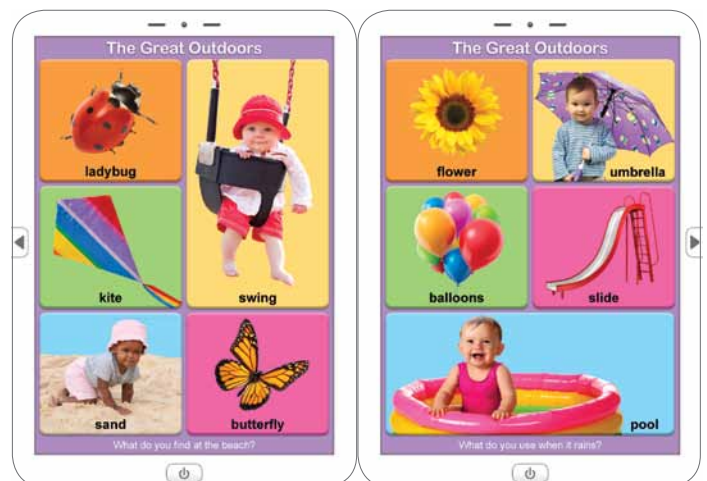 The Great Outdoors
ladybug
swing
kite
sand
butterfly
What do you find at the beach?
The Great Outdoors
flower
umbrella
balloons
slide
pool
What do you use when it rains?